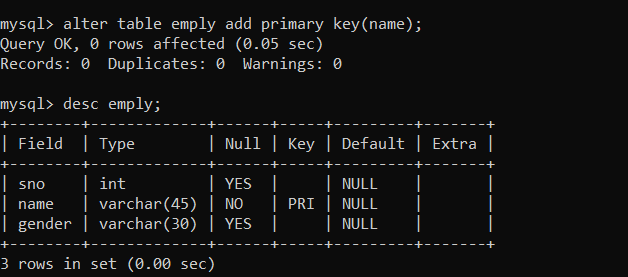 mysql> alter table emply add primary key(name);
Query OK, 0 rows affected (0.05 sec)
Records: 0  Duplicates: 0  Warnings: 0
mysql> desc emply;
+--------+-------------+------+-----+---------+-------+
| Field  | Type        | Null | Key | Default | Extra |
+--------+-------------+------+-----+---------+-------+
| sno    | int         | YES  |     | NULL    |       |
| name   | varchar(45) | NO   | PRI | NULL    |       |
| gender | varchar(30) | YES  |     | NULL    |       |
+--------+-------------+------+-----+---------+-------+
3 rows in set (0.00 sec)